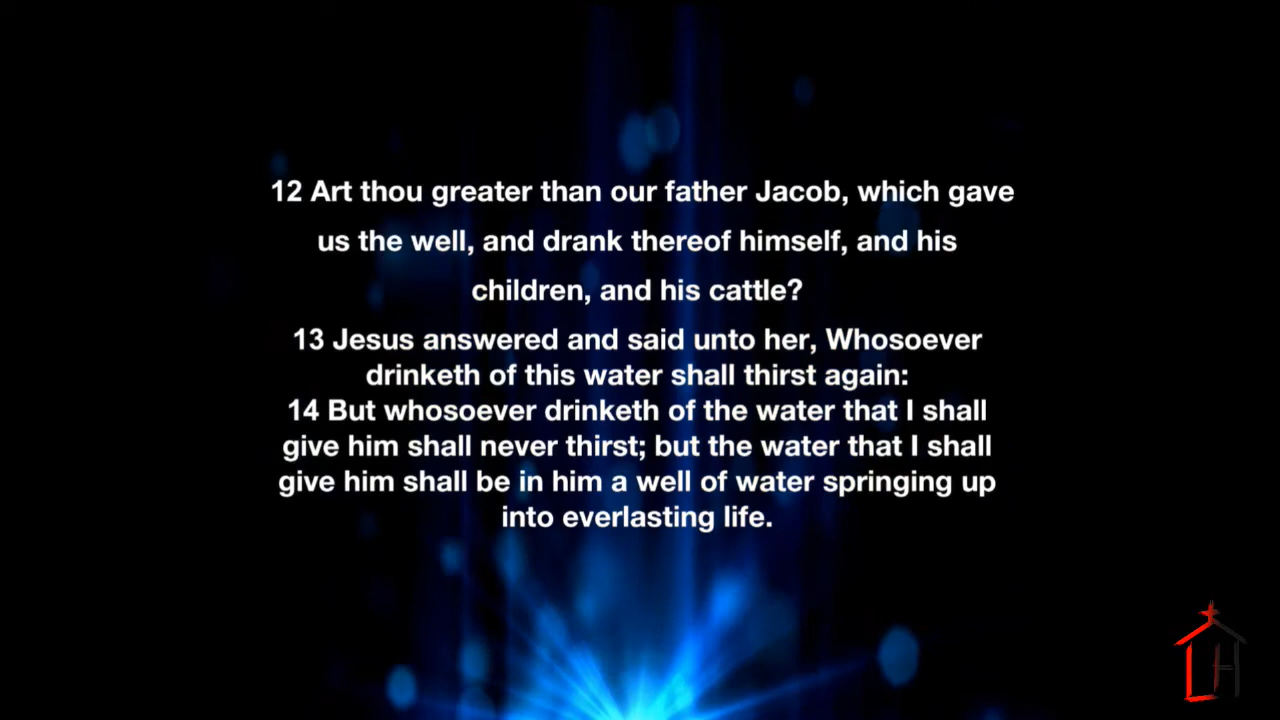 12 Art thou greater than our father Jacob, which gave
us the well, and drank thereof himself, and his
children, and his cattle?
13 Jesus answered and said unto her, Whosoever
drinketh of this water shall thirst again:
14 But whosoever drinketh of the water that I shall
give him shall never thirst; but the water that I shall
give him shall be in him a well of water springing up
into everlasting life.